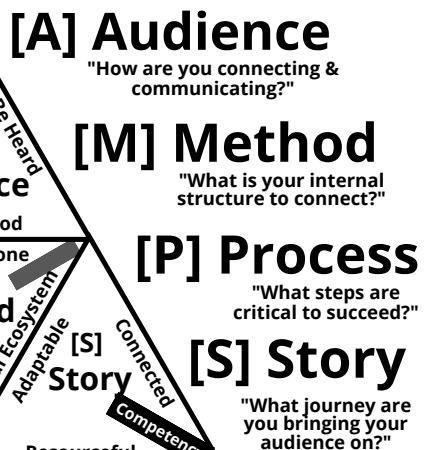 [A] Audience
"How are you connecting &
communicating?"
Be Heard
[M] Method
"What is your internal
structure to connect?"
ce
od
one
[P] Process
"What steps are
critical to succeed?"
d
Ecosystem
Adaptable
[S]
Story
Connected
[S] Story
Competenc
"What journey are
you bringing your
audience on?"